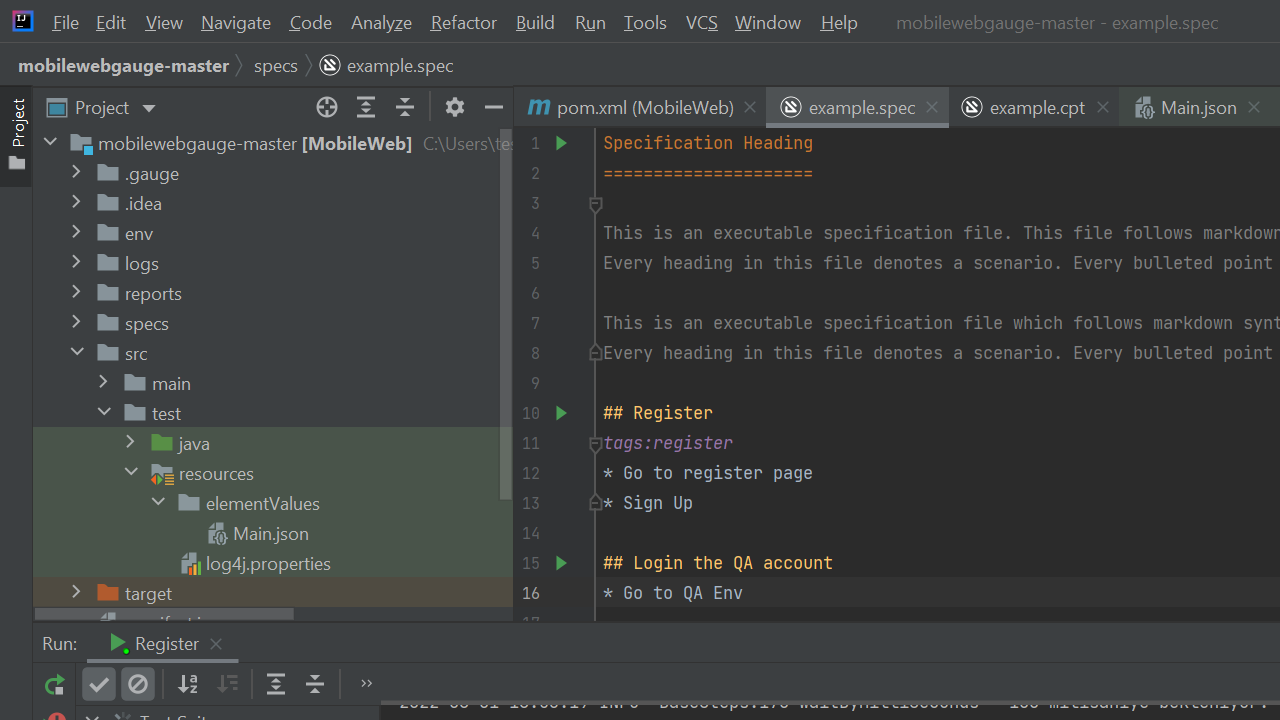 File Edit View Navigate Code Analyze Refactor Build Run Tools VCS Window Help mobilewebgauge-master - example.spec
mobilewebgauge-master specs example.spec
Project
Project
pom.xml (MobileWeb) example.spec example.cpt Main.json
mobilewebgauge-master [MobileWeb] C:\Users\tes
.gauge
.idea
env
logs
reports
specs
src
main
test
java
resources
elementValues
Main.json
log4j.properties
target
1 Specification Heading
2 =====================
3
4 This is an executable specification file. This file follows markdown
5 Every heading in this file denotes a scenario. Every bulleted point
6
7 This is an executable specification file which follows markdown synt
8 Every heading in this file denotes a scenario. Every bulleted point
9
10 ## Register
11 tags:register
12 * Go to register page
13 * Sign Up
14
15 ## Login the QA account
16 * Go to QA Env
17
Run: Register